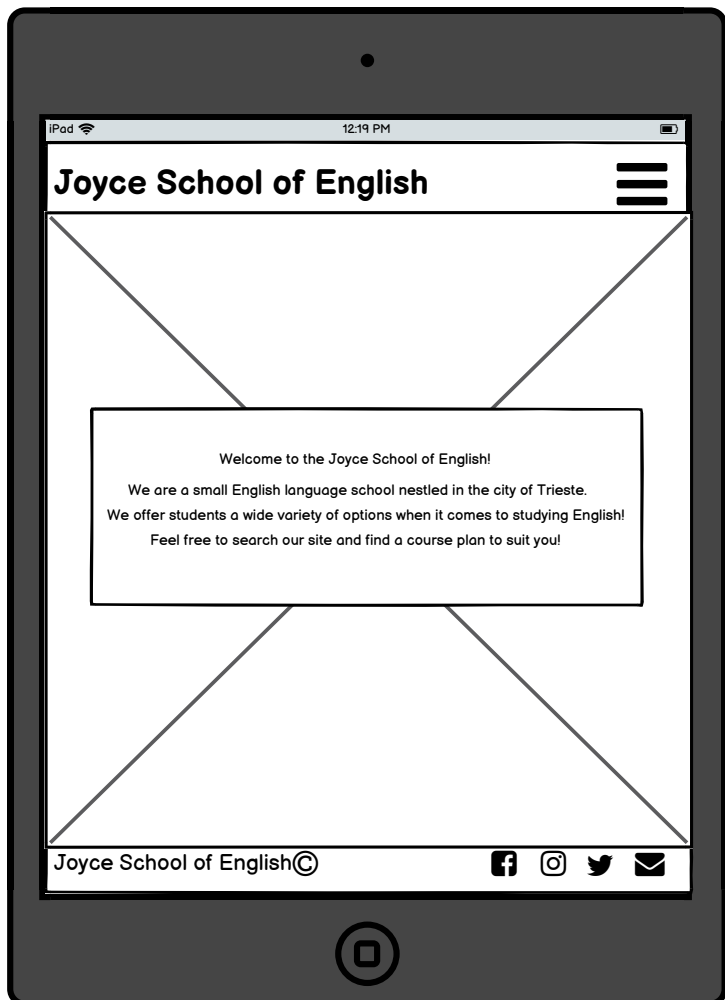 iPad 12:19 PM
Joyce School of English
Welcome to the Joyce School of English!
We are a small English language school nestled in the city of Trieste.
We offer students a wide variety of options when it comes to studying English!
Feel free to search our site and find a course plan to suit you!
Joyce School of English©